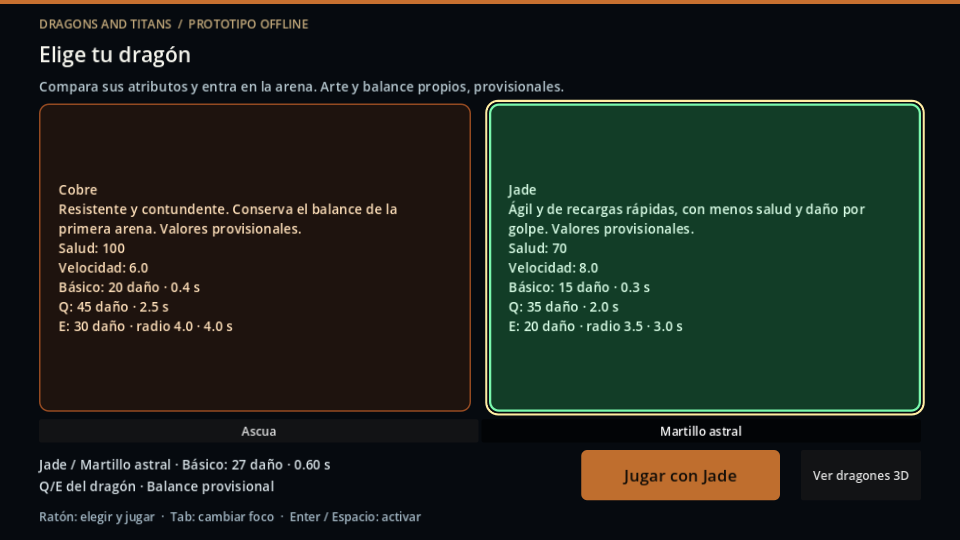 DRAGONS AND TITANS / PROTOTIPO OFFLINE
Elige tu dragón
Compara sus atributos y entra en la arena. Arte y balance propios, provisionales.
Cobre
Resistente y contundente. Conserva el balance de la
primera arena. Valores provisionales.
Salud: 100
Velocidad: 6.0
Básico: 20 daño · 0.4 s
Q: 45 daño · 2.5 s
E: 30 daño · radio 4.0 · 4.0 s
Jade
Ágil y de recargas rápidas, con menos salud y daño por
golpe. Valores provisionales.
Salud: 70
Velocidad: 8.0
Básico: 15 daño · 0.3 s
Q: 35 daño · 2.0 s
E: 20 daño · radio 3.5 · 3.0 s
Ascua
Martillo astral
Jade / Martillo astral · Básico: 27 daño · 0.60 s
Q/E del dragón · Balance provisional
Jugar con Jade
Ver dragones 3D
Ratón: elegir y jugar · Tab: cambiar foco · Enter / Espacio: activar